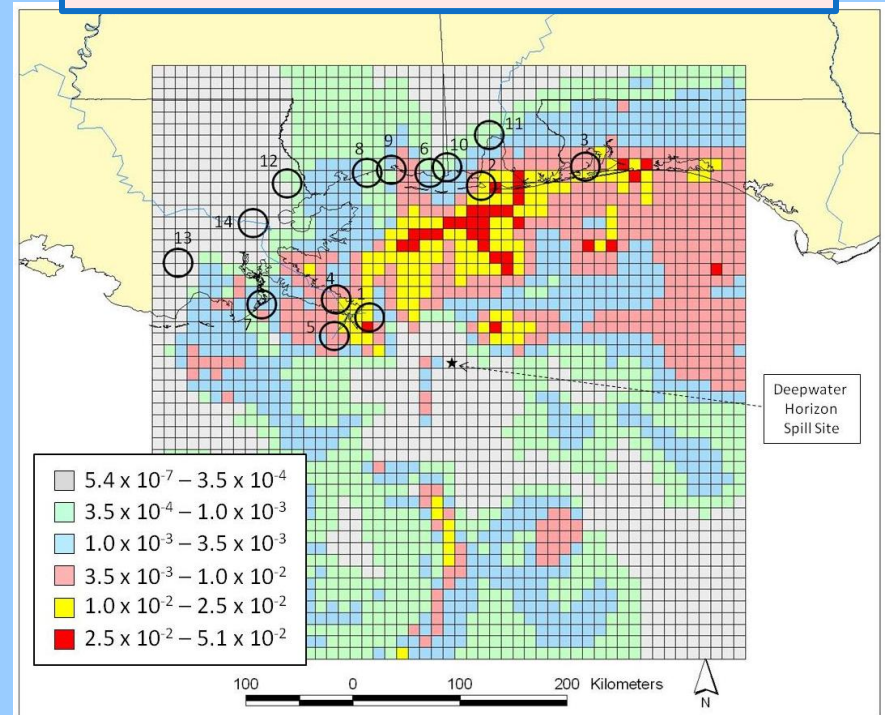 11
3
9
10
8
6
2
12
14
13
4
1
7
5
Deepwater
Horizon
Spill Site
5.4 x 10⁻⁷ – 3.5 x 10⁻⁴
3.5 x 10⁻⁴ – 1.0 x 10⁻³
1.0 x 10⁻³ – 3.5 x 10⁻³
3.5 x 10⁻³ – 1.0 x 10⁻²
1.0 x 10⁻² – 2.5 x 10⁻²
2.5 x 10⁻² – 5.1 x 10⁻²
100 0 100 200 Kilometers
N